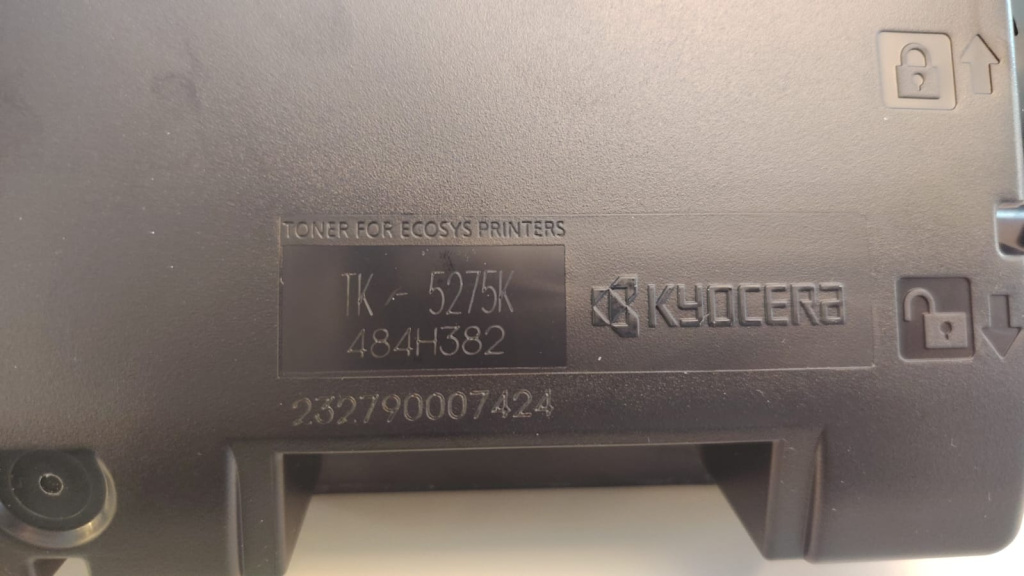 TONER FOR ECOSYS PRINTERS
TK - 5275K
484H382
KYOCERA
232790007424